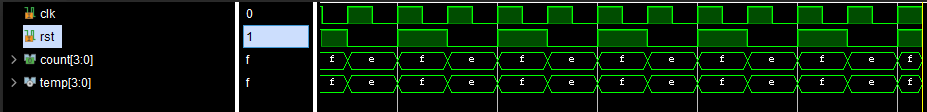 clk 0
rst 1
count[3:0] f f e f e f e f e f e f e f
temp[3:0] f f e f e f e f e f e f e f